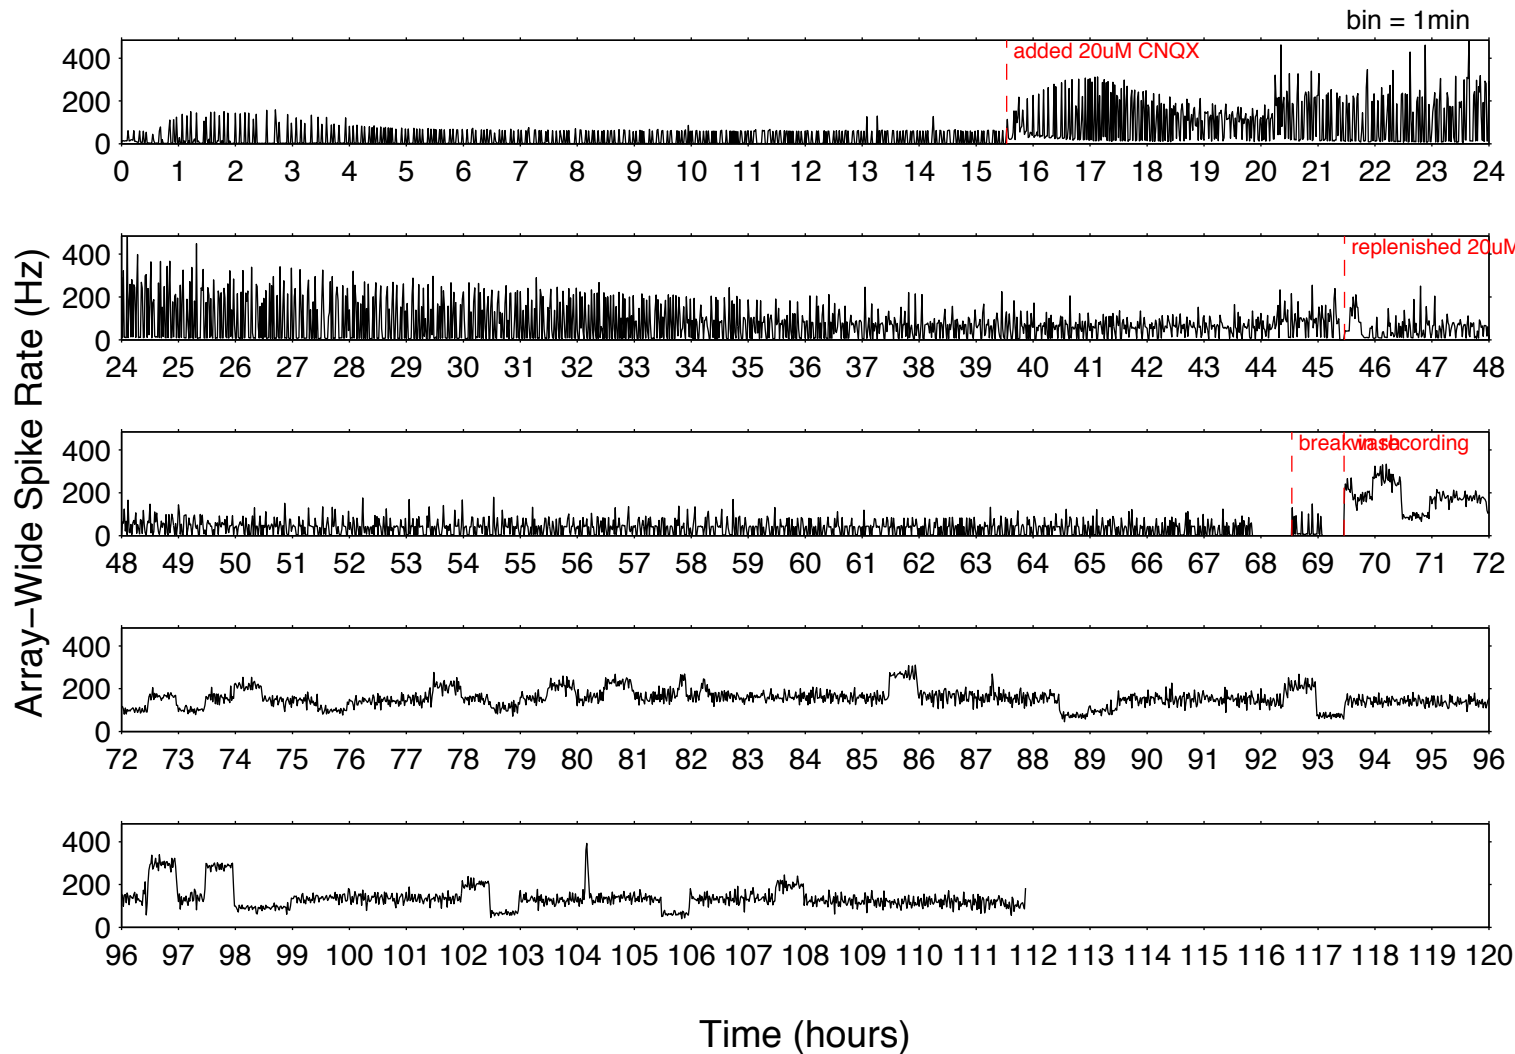 bin = 1min
Array−Wide Spike Rate (Hz)
400
200
0
added 20uM CNQX
0 1 2 3 4 5 6 7 8 9 10 11 12 13 14 15 16 17 18 19 20 21 22 23 24
400
200
0
replenished 20uM
24 25 26 27 28 29 30 31 32 33 34 35 36 37 38 39 40 41 42 43 44 45 46 47 48
400
200
0
break in recording
wash
48 49 50 51 52 53 54 55 56 57 58 59 60 61 62 63 64 65 66 67 68 69 70 71 72
400
200
0
72 73 74 75 76 77 78 79 80 81 82 83 84 85 86 87 88 89 90 91 92 93 94 95 96
400
200
0
96 97 98 99 100 101 102 103 104 105 106 107 108 109 110 111 112 113 114 115 116 117 118 119 120
Time (hours)